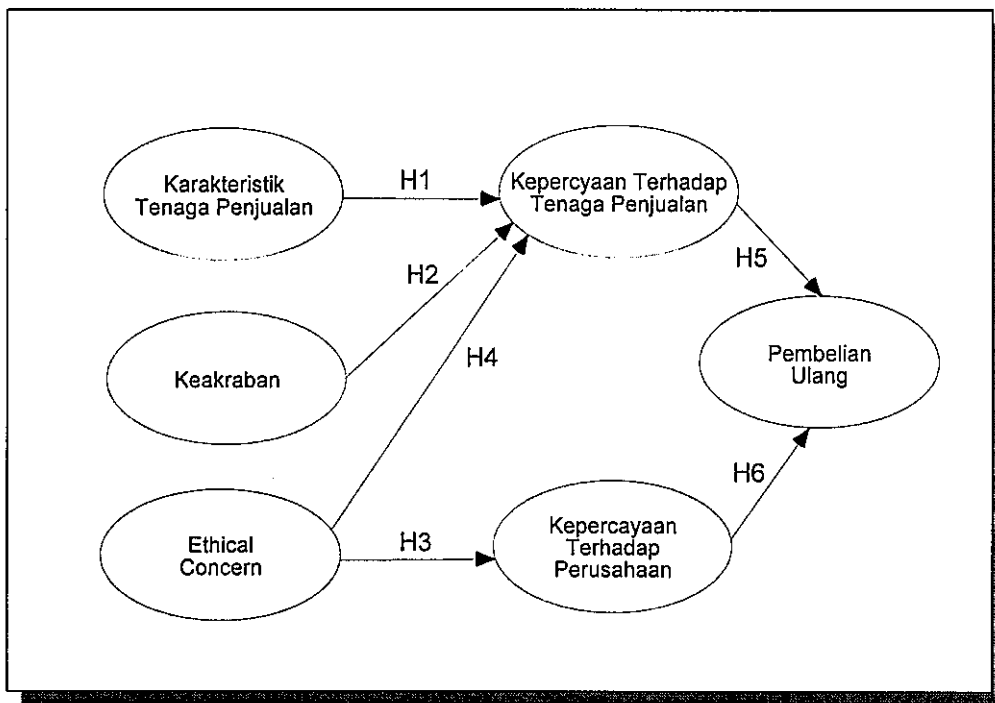 Karakteristik
Tenaga Penjualan
H1
Kepercyaan Terhadap
Tenaga Penjualan
H2
H5
Keakraban
H4
Pembelian
Ulang
H6
Ethical
Concern
H3
Kepercayaan
Terhadap
Perusahaan